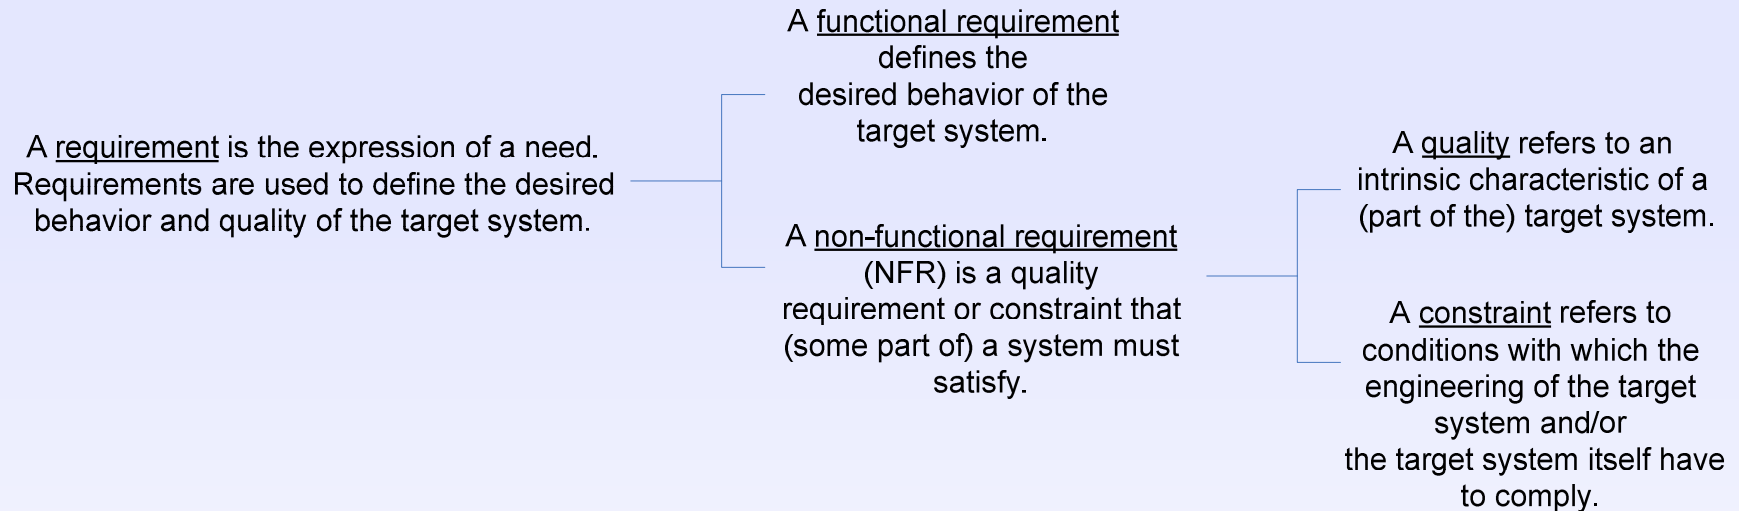 A requirement is the expression of a need.
Requirements are used to define the desired
behavior and quality of the target system.
A functional requirement
defines the
desired behavior of the
target system.
A non-functional requirement
(NFR) is a quality
requirement or constraint that
(some part of) a system must
satisfy.
A quality refers to an
intrinsic characteristic of a
(part of the) target system.
A constraint refers to
conditions with which the
engineering of the target
system and/or
the target system itself have
to comply.